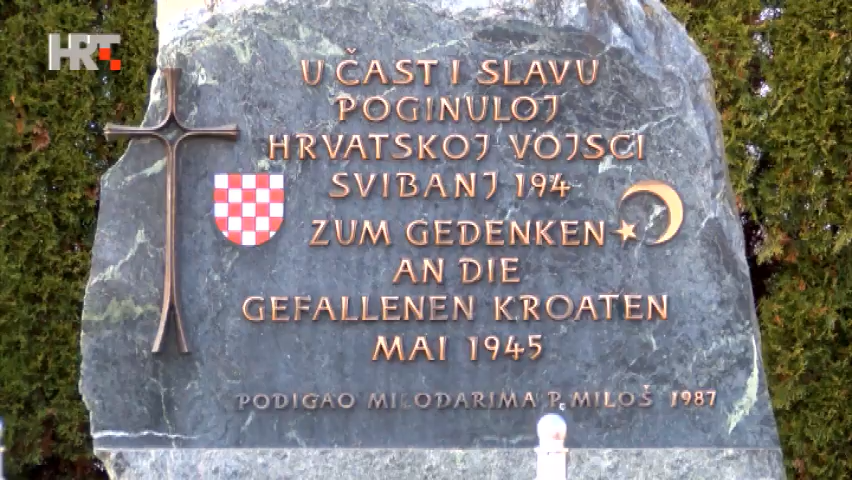 HRT
U ČAST I SLAVU
POGINULOJ
HRVATSKOJ VOJSCI
SVIBANJ 194
ZUM GEDENKEN
AN DIE
GEFALLENEN KROATEN
MAI 1945
PODIGAO MILODARIMA P. MILOŠ 1987